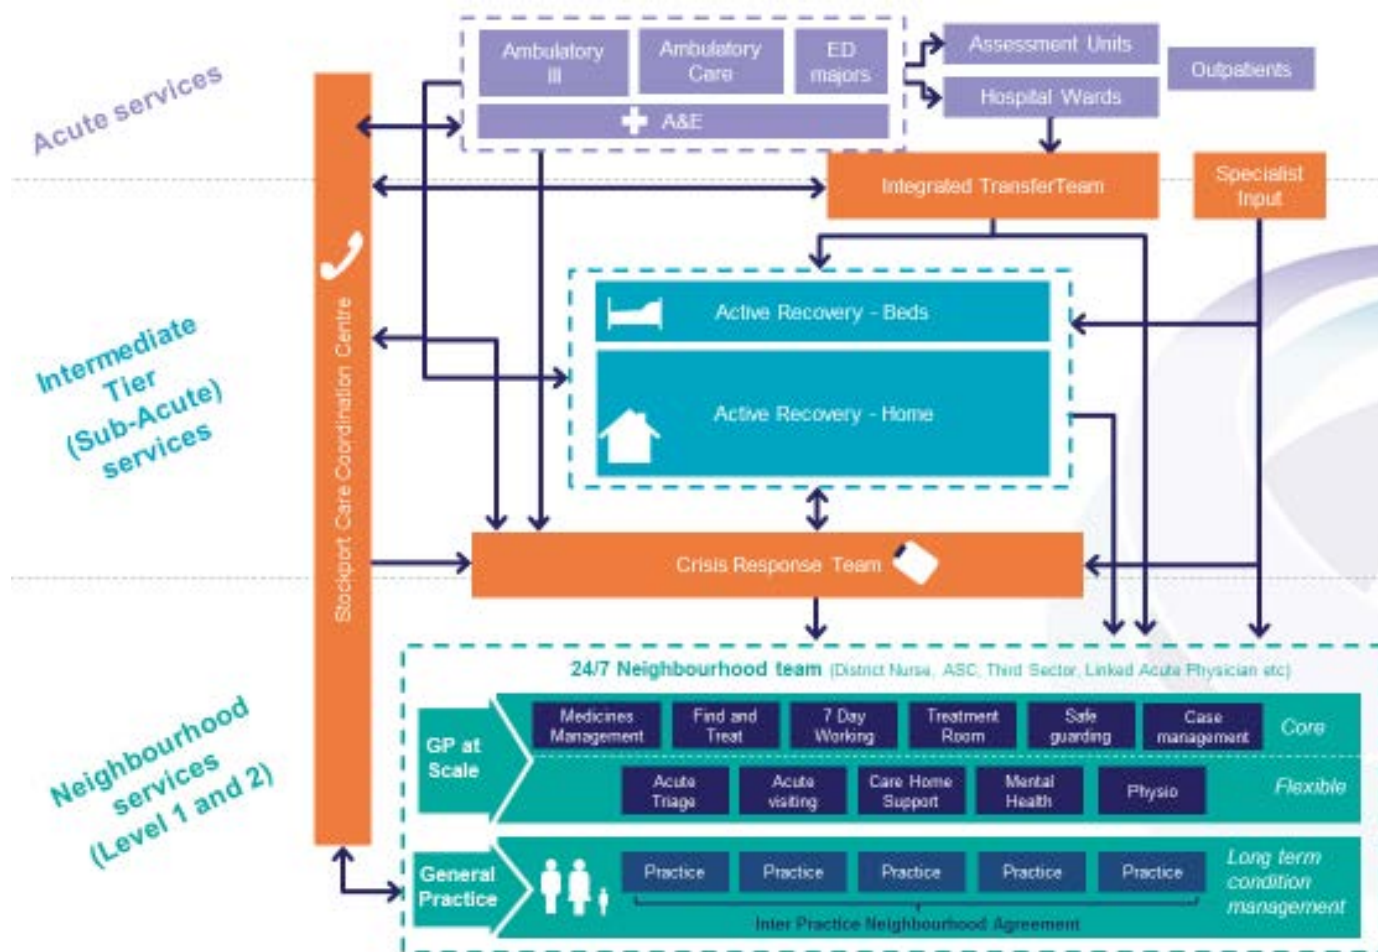 Acute services
Ambulatory
Ill
Ambulatory
Care
ED
majors
A&E
Assessment Units
Hospital Wards
Outpatients
Integrated TransferTeam
Specialist
Input
Stockport Care Coordination Centre
Intermediate
Tier
(Sub-Acute)
services
Active Recovery - Beds
Active Recovery - Home
Crisis Response Team
Neighbourhood
services
(Level 1 and 2)
24/7 Neighbourhood team (District Nurse, ASC, Third Sector, Linked Acute Physician etc)
GP at
Scale
Medicines
Management
Find and
Treat
7 Day
Working
Treatment
Room
Safe
guarding
Case
management
Core
Acute
Triage
Acute
visiting
Care Home
Support
Mental
Health
Physio
Flexible
General
Practice
Practice
Practice
Practice
Practice
Practice
Long term
condition
management
Inter Practice Neighbourhood Agreement